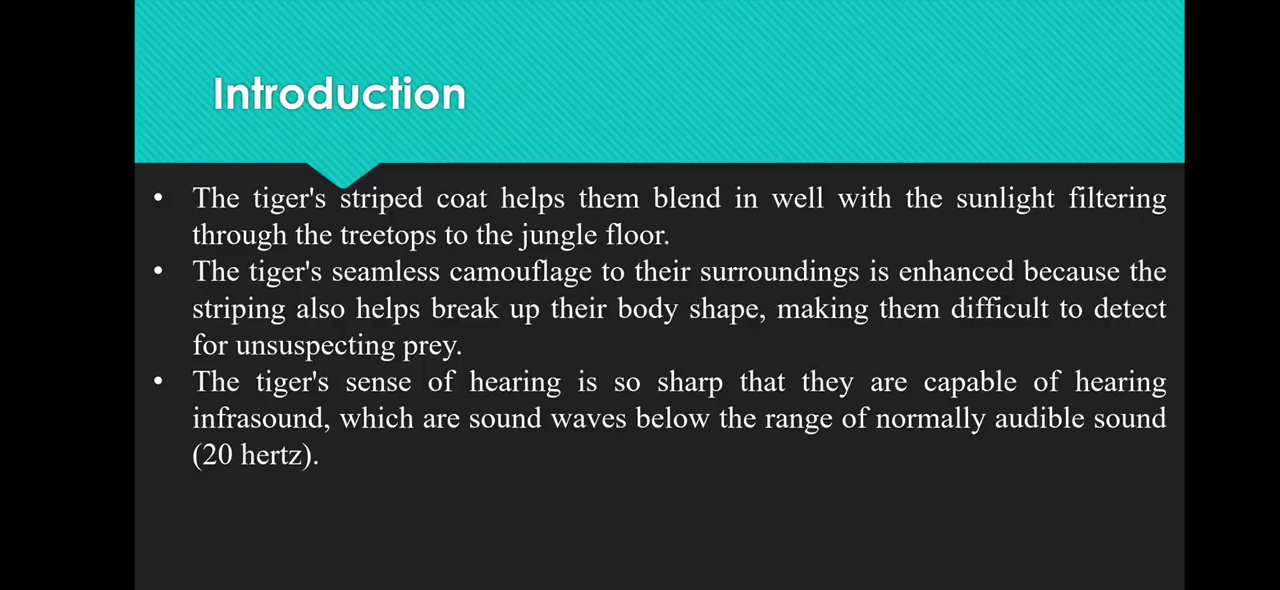 Introduction
• The tiger's striped coat helps them blend in well with the sunlight filtering
through the treetops to the jungle floor.
• The tiger's seamless camouflage to their surroundings is enhanced because the
striping also helps break up their body shape, making them difficult to detect
for unsuspecting prey.
• The tiger's sense of hearing is so sharp that they are capable of hearing
infrasound, which are sound waves below the range of normally audible sound
(20 hertz).